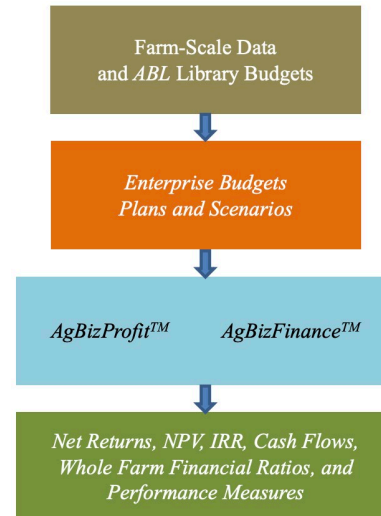 Farm-Scale Data
and ABL Library Budgets
Enterprise Budgets
Plans and Scenarios
AgBizProfit™ AgBizFinance™
Net Returns, NPV, IRR, Cash Flows,
Whole Farm Financial Ratios, and
Performance Measures